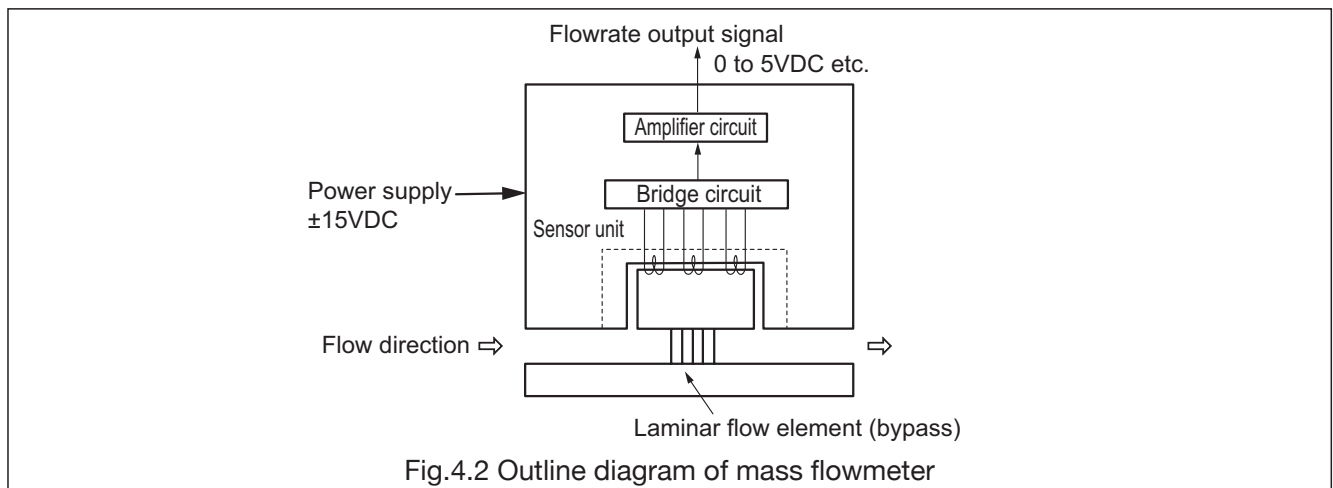 Flowrate output signal
0 to 5VDC etc.
Amplifier circuit
Power supply
±15VDC
Bridge circuit
Sensor unit
Flow direction ⇨
⇨
Laminar flow element (bypass)
Fig.4.2 Outline diagram of mass flowmeter